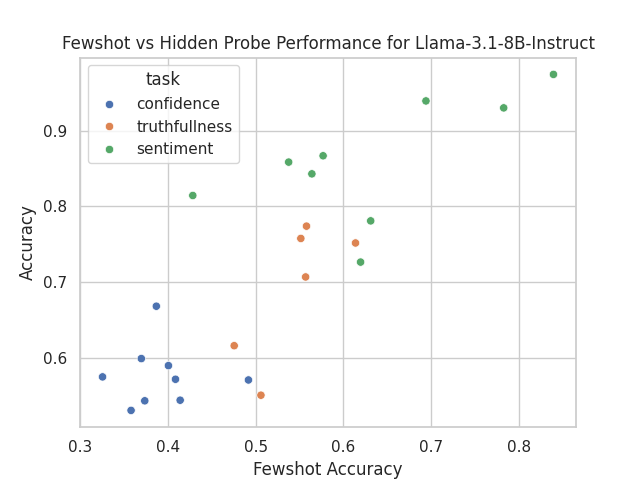 Fewshot vs Hidden Probe Performance for Llama-3.1-8B-Instruct
task
confidence
truthfullness
sentiment
Accuracy
0.9
0.8
0.7
0.6
0.3 0.4 0.5 0.6 0.7 0.8
Fewshot Accuracy